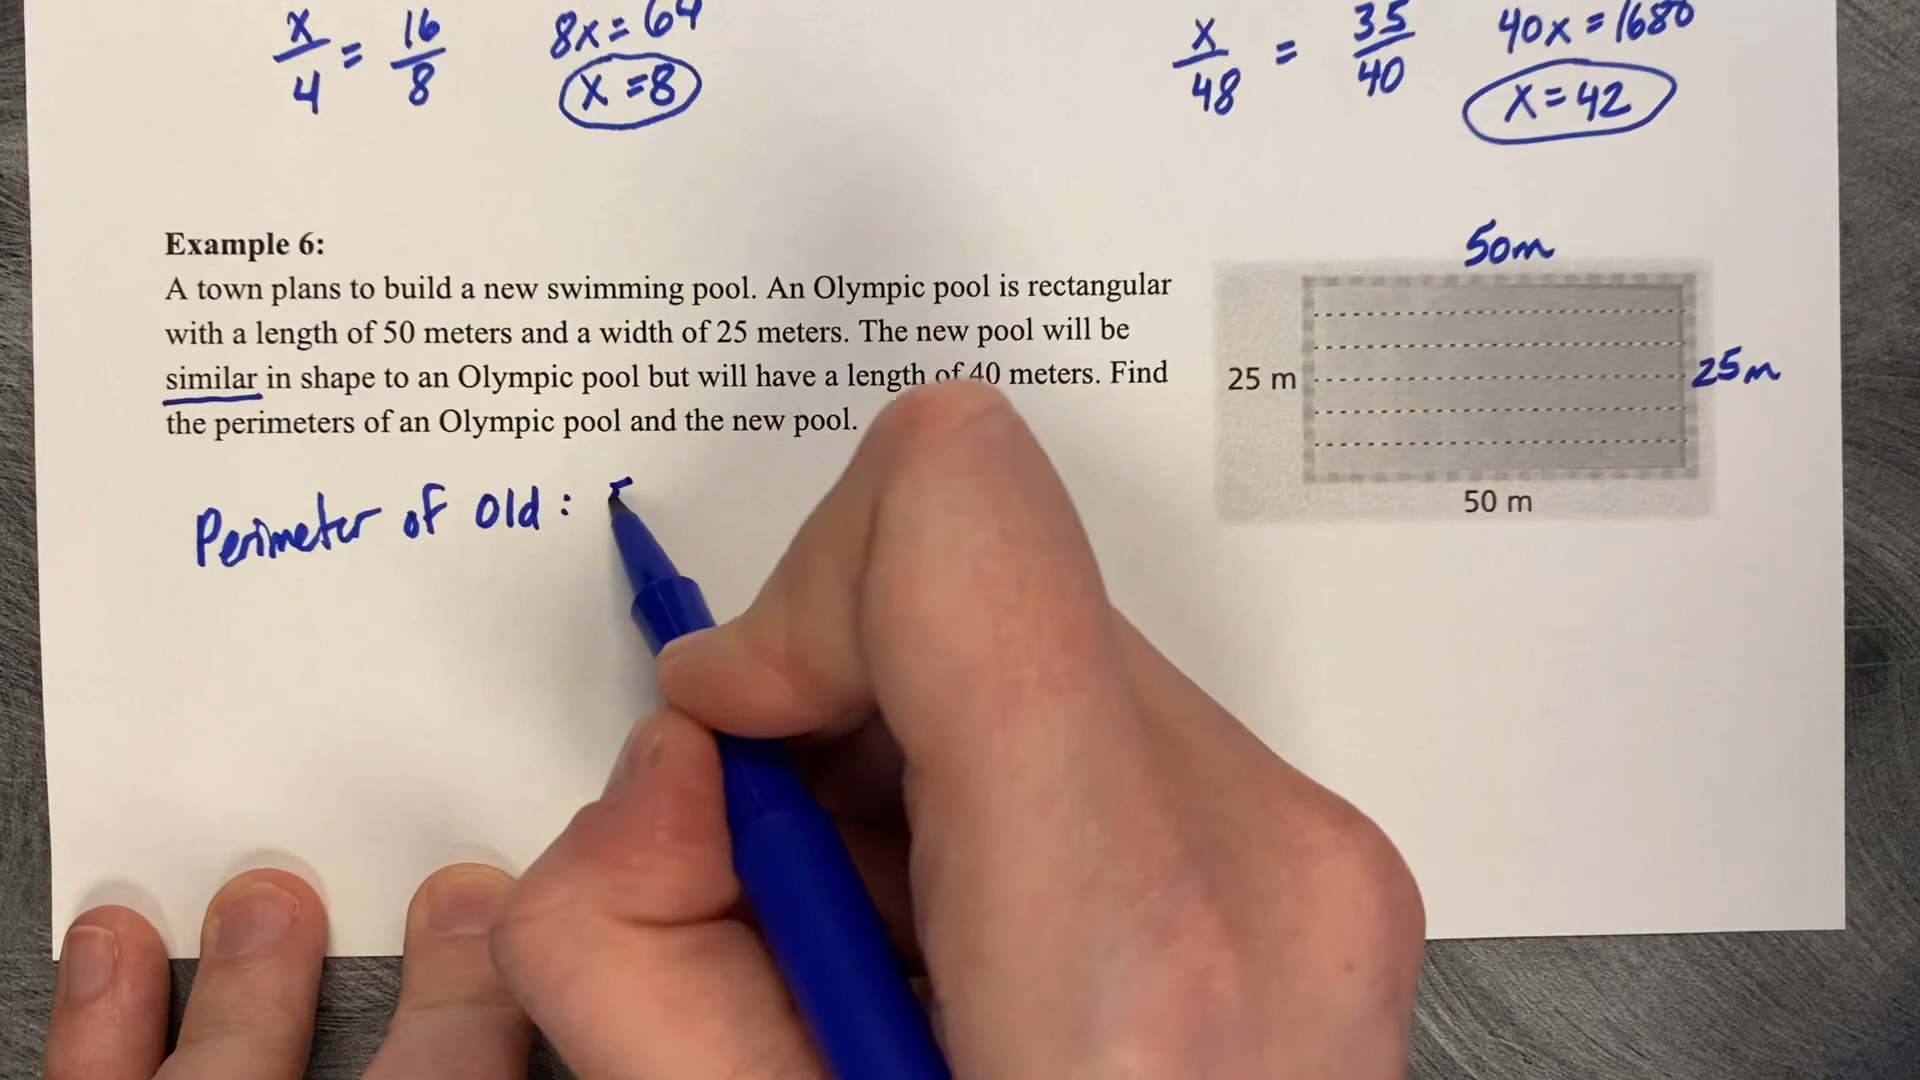 x/4 = 16/8
8x = 64
x = 8
x/48 = 35/40
40x = 1680
x = 42
Example 6:
A town plans to build a new swimming pool. An Olympic pool is rectangular
with a length of 50 meters and a width of 25 meters. The new pool will be
similar in shape to an Olympic pool but will have a length of 40 meters. Find
the perimeters of an Olympic pool and the new pool.
50m
25 m
25m
50 m
Perimeter of Old :